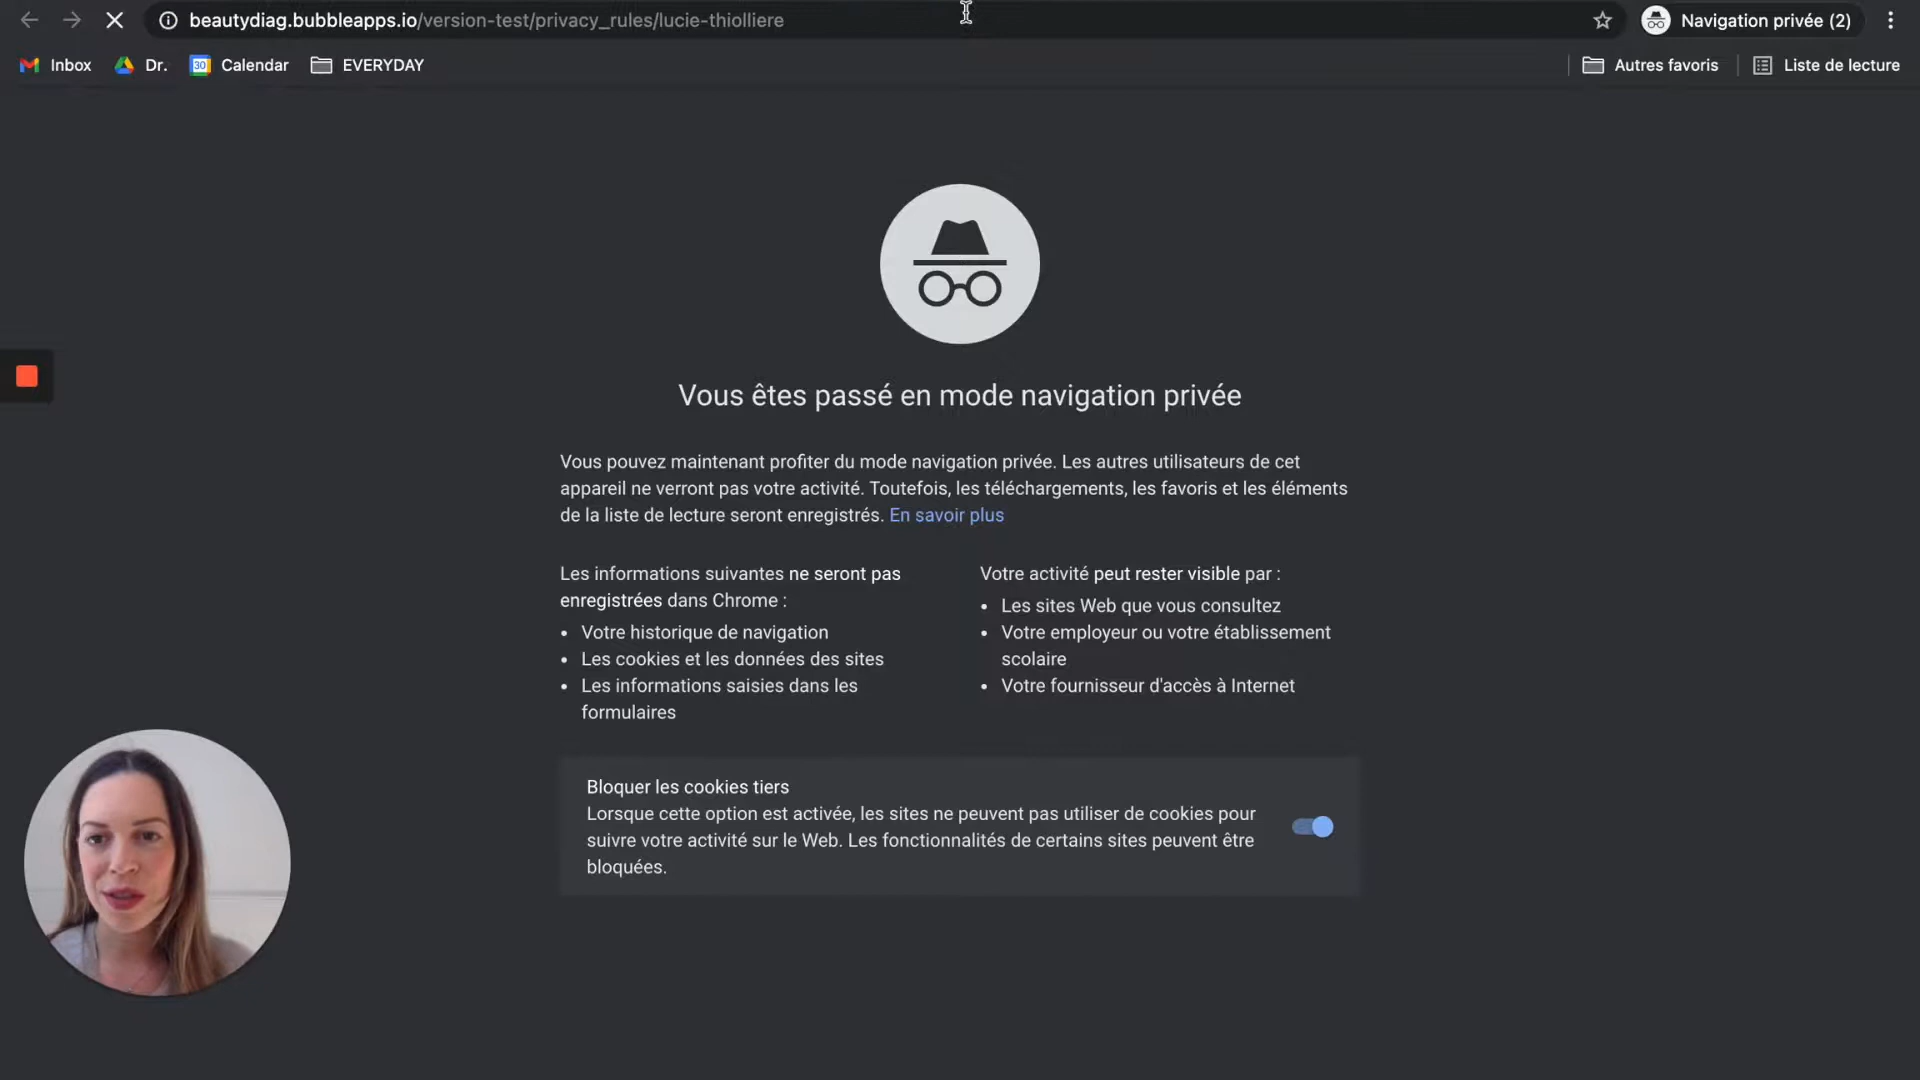 beautydiag.bubbleapps.io/version-test/privacy_rules/lucie-thiolliere
Navigation privée (2)
Inbox
Dr.
30
Calendar
EVERYDAY
Autres favoris
Liste de lecture
Vous êtes passé en mode navigation privée
Vous pouvez maintenant profiter du mode navigation privée. Les autres utilisateurs de cet
appareil ne verront pas votre activité. Toutefois, les téléchargements, les favoris et les éléments
de la liste de lecture seront enregistrés. En savoir plus
Les informations suivantes ne seront pas
enregistrées dans Chrome :
• Votre historique de navigation
• Les cookies et les données des sites
• Les informations saisies dans les
formulaires
Votre activité peut rester visible par :
• Les sites Web que vous consultez
• Votre employeur ou votre établissement
scolaire
• Votre fournisseur d'accès à Internet
Bloquer les cookies tiers
Lorsque cette option est activée, les sites ne peuvent pas utiliser de cookies pour
suivre votre activité sur le Web. Les fonctionnalités de certains sites peuvent être
bloquées.